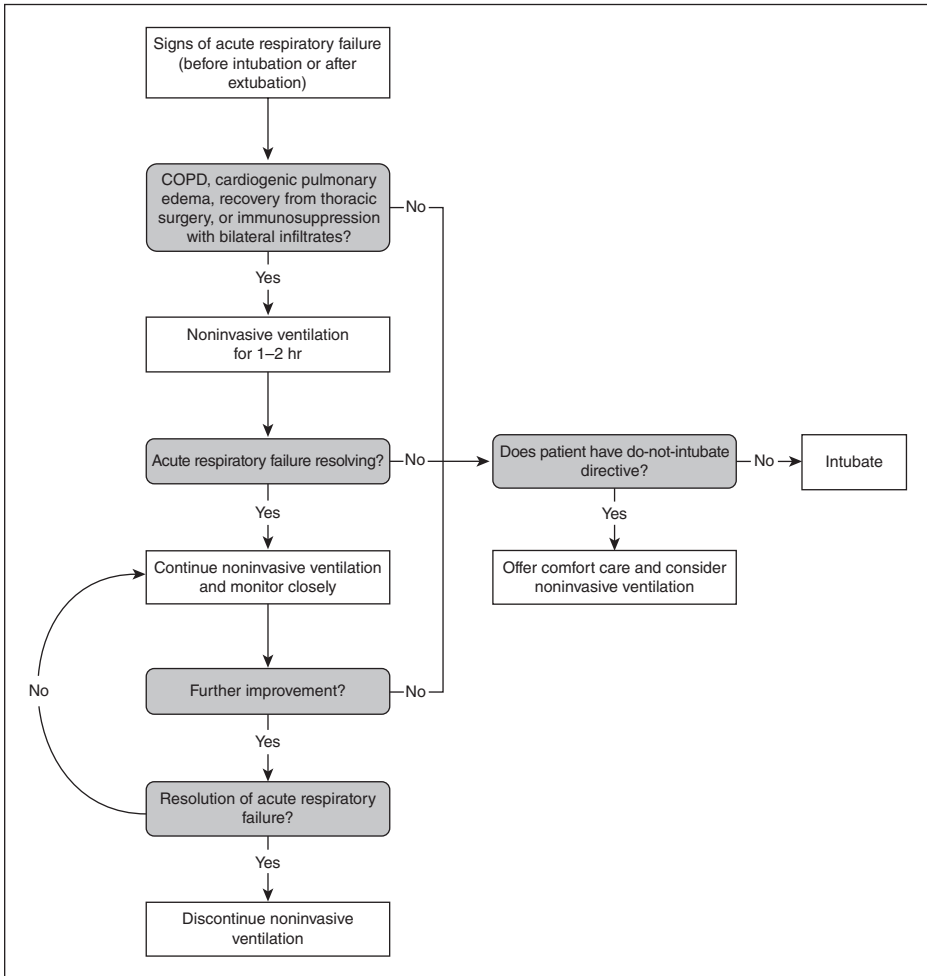 Signs of acute respiratory failure
(before intubation or after
extubation)
COPD, cardiogenic pulmonary
edema, recovery from thoracic
surgery, or immunosuppression
with bilateral infiltrates?
No
Yes
Noninvasive ventilation
for 1–2 hr
Acute respiratory failure resolving?
No
Does patient have do-not-intubate
directive?
No
Intubate
Yes
Yes
Continue noninvasive ventilation
and monitor closely
Offer comfort care and consider
noninvasive ventilation
Further improvement?
No
No
Yes
Resolution of acute respiratory
failure?
Yes
Discontinue noninvasive
ventilation